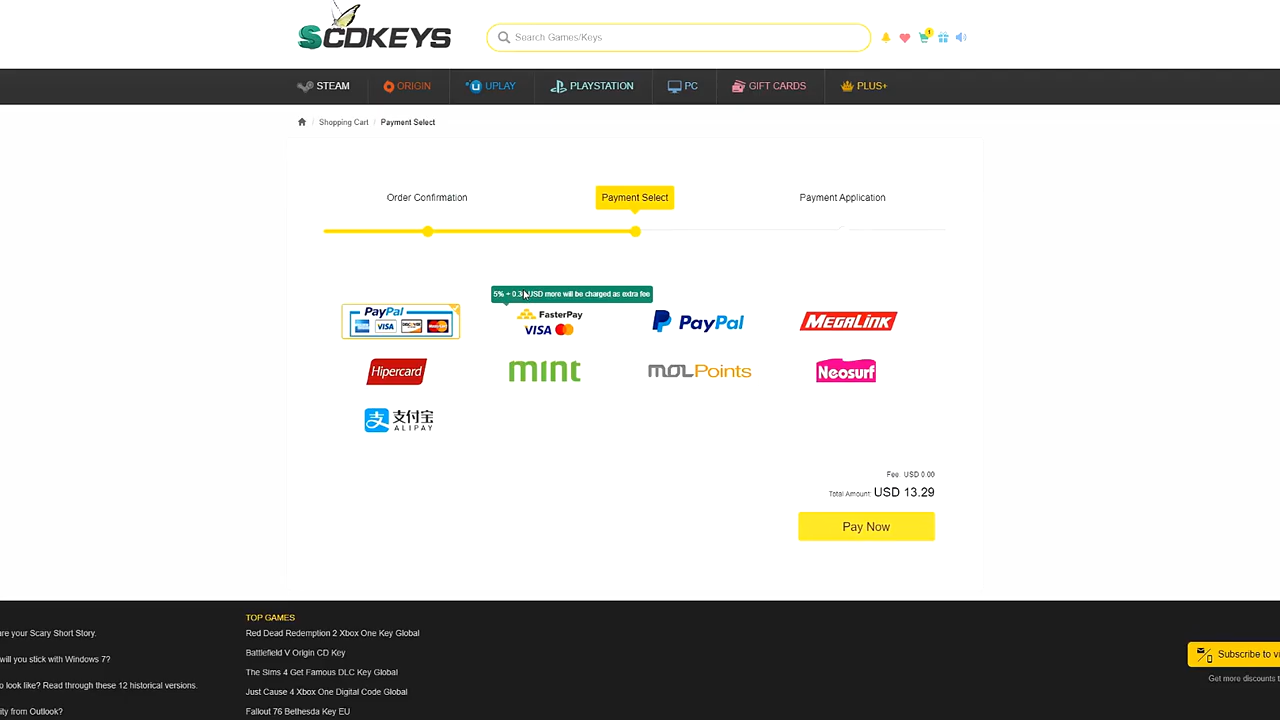 SCDKEYS
Search Games/Keys
1
STEAM
ORIGIN
UPLAY
PLAYSTATION
PC
GIFT CARDS
PLUS+
Shopping Cart / Payment Select
Order Confirmation
Payment Select
Payment Application
USD more will be charged as extra fee
PayPal
VISA
FasterPay
VISA
PayPal
MEGALINK
Hipercard
mint
MOLPoints
Neosurf
支付宝
ALIPAY
Fee USD 0.00
Total Amount: USD 13.29
Pay Now
TOP GAMES
are your Scary Short Story.
Red Dead Redemption 2 Xbox One Key Global
Battlefield V Origin CD Key
will you stick with Windows 7?
Subscribe to
The Sims 4 Get Famous DLC Key Global
Get more discounts
o look like? Read through these 12 historical versions.
Just Cause 4 Xbox One Digital Code Global
ity from Outlook?
Fallout 76 Bethesda Key EU